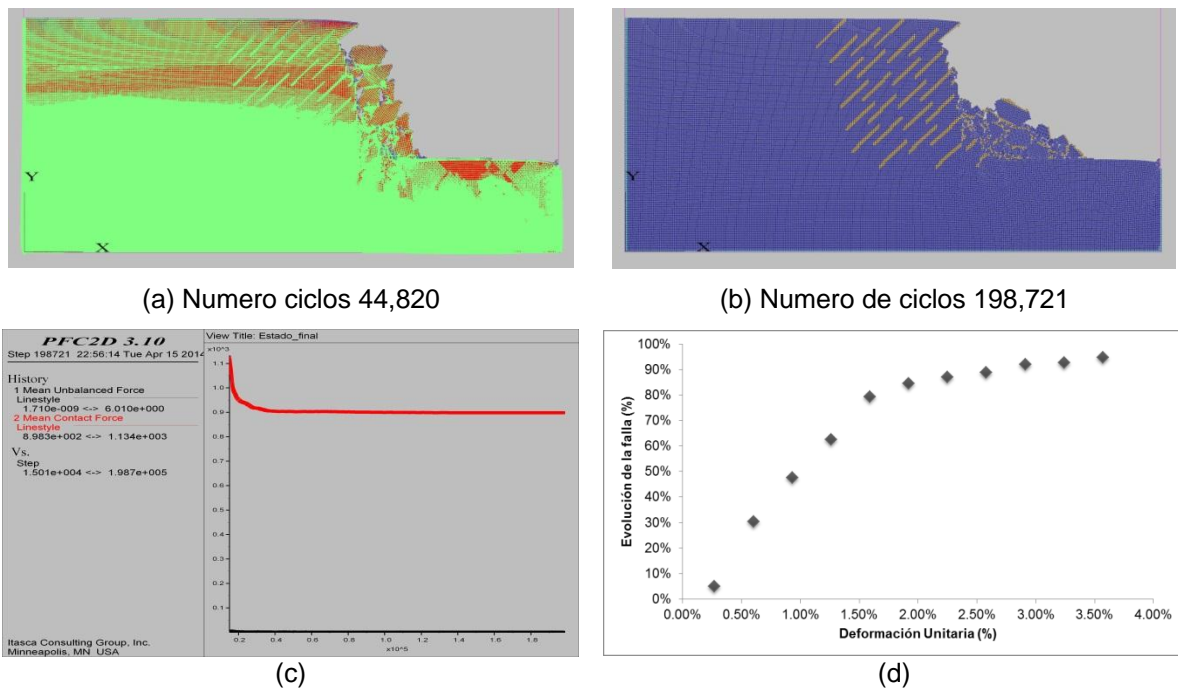 Y
X
(a) Numero ciclos 44,820
Y
X
(b) Numero de ciclos 198,721
PFC2D 3.10
Step 198721 22:56:14 Tue Apr 15 2014
History
1 Mean Unbalanced Force
Linestyle
1.710e-009 <-> 6.010e+000
2 Mean Contact Force
Linestyle
8.983e+002 <-> 1.134e+003
Vs.
Step
1.501e+004 <-> 1.987e+005
Itasca Consulting Group, Inc.
Minneapolis, MN USA
View Title: Estado_final
x10^3
1.1
1.0
0.9
0.8
0.7
0.6
0.5
0.4
0.3
0.2
0.1
0.2 0.4 0.6 0.8 1.0 1.2 1.4 1.6 1.8
x10^5
(c)
Evolución de la falla (%)
100%
90%
80%
70%
60%
50%
40%
30%
20%
10%
0%
0.00% 0.50% 1.00% 1.50% 2.00% 2.50% 3.00% 3.50% 4.00%
Deformación Unitaria (%)
(d)